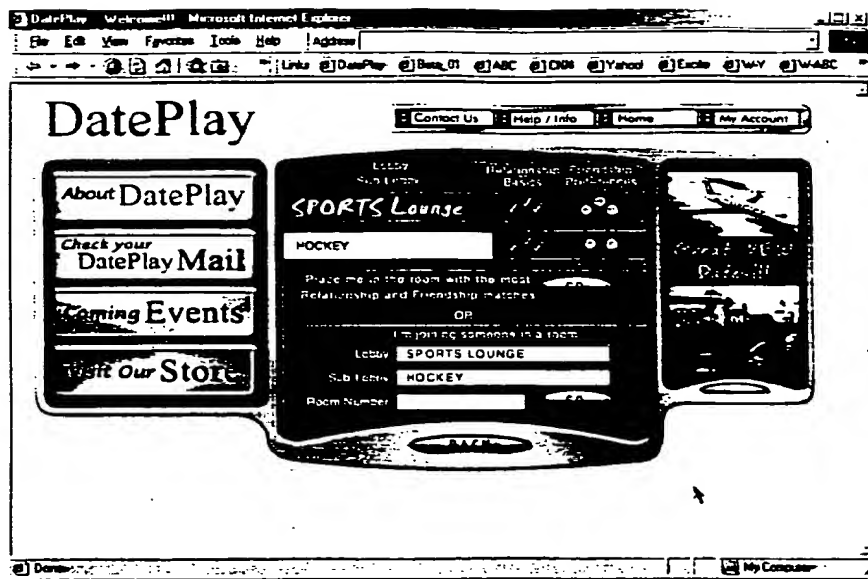 DatePlay Welcome!!! Microsoft Internet Explorer
File Edit View Favorites Tools Help Address
Links DatePlay Beta_01 ABC Yahoo! Excite W-Y W-ABC
DatePlay
Contact Us Help / Info Home My Account
About DatePlay
Check your
DatePlay Mail
Coming Events
Visit Our Store
Lobby
Sub Lobby
Relationship
Basics
Friendship
Preferences
SPORTS Lounge
HOCKEY
Place me in the room with the most
Relationship and Friendship matches
GO
OR
I'm joining someone in a room
Lobby SPORTS LOUNGE
Sub Lobby HOCKEY
Room Number GO
BACK
Done My Computer